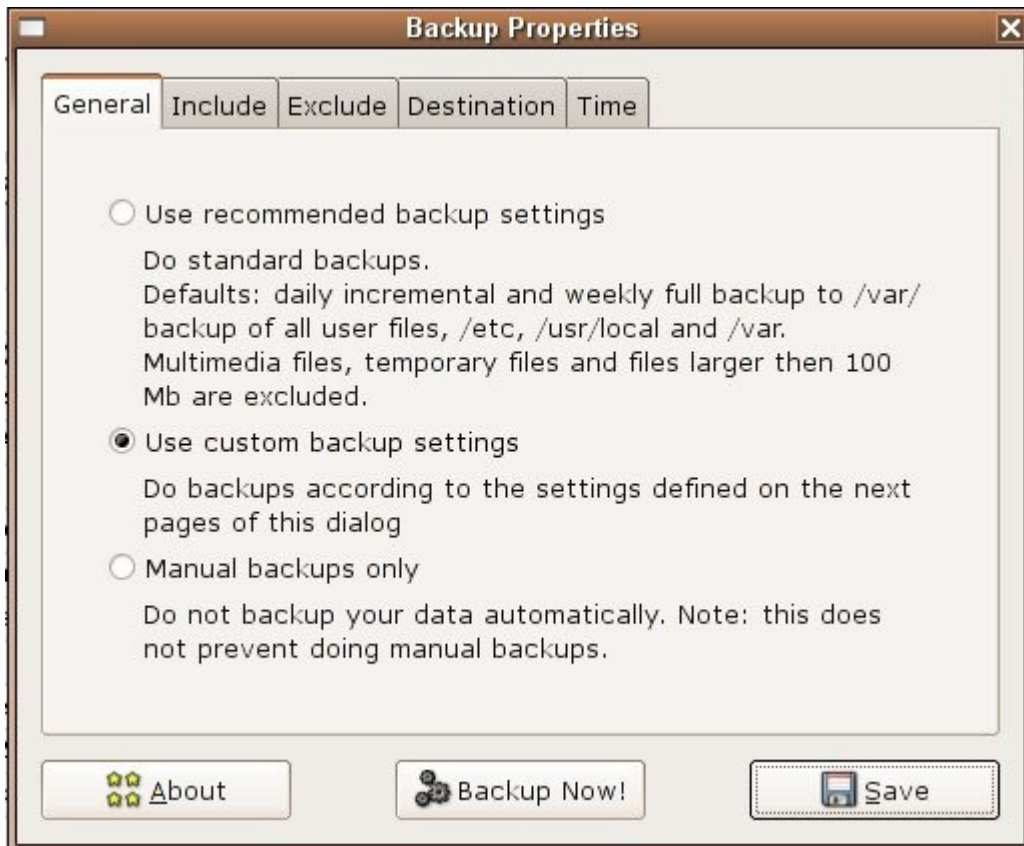 Backup Properties
General Include Exclude Destination Time
Use recommended backup settings
Do standard backups.
Defaults: daily incremental and weekly full backup to /var/
backup of all user files, /etc, /usr/local and /var.
Multimedia files, temporary files and files larger then 100
Mb are excluded.
Use custom backup settings
Do backups according to the settings defined on the next
pages of this dialog
Manual backups only
Do not backup your data automatically. Note: this does
not prevent doing manual backups.
About Backup Now! Save